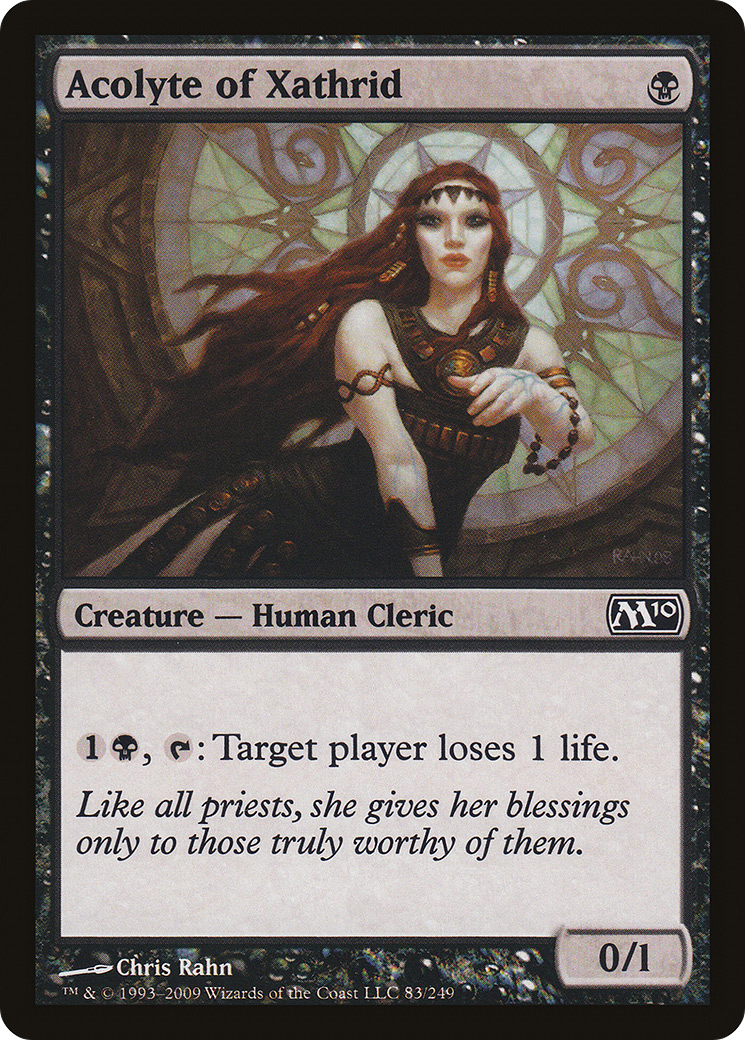 Acolyte of Xathrid
RAHN.08
Creature — Human Cleric
M10
1, : Target player loses 1 life.
Like all priests, she gives her blessings
only to those truly worthy of them.
0/1
Chris Rahn
™ & © 1993–2009 Wizards of the Coast LLC 83/249